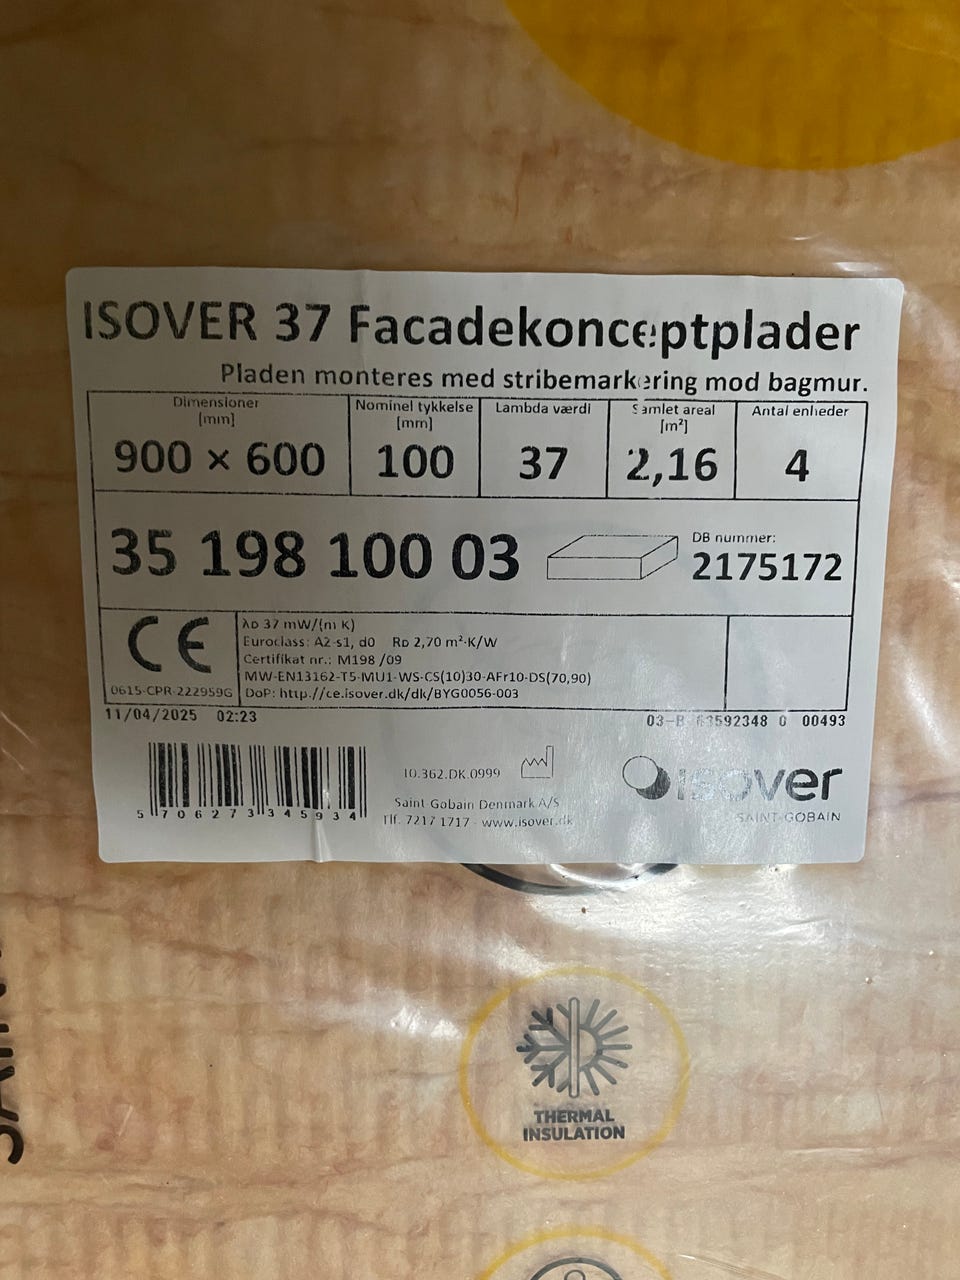 ISOVER 37 Facadekonceptplader
Pladen monteres med stribemarkering mod bagmur.
Dimensioner [mm]
900 × 600
Nominel tykkelse [mm]
100
Lambda værdi
37
Samlet areal [m²]
2,16
Antal enheder
4
35 198 100 03
DB nummer:
2175172
CE
0615-CPR-222959G
λD 37 mW/(m K)
Euroclass: A2-s1, d0 RD 2,70 m²·K/W
Certifikat nr.: M198 /09
MW-EN13162-T5-MU1-WS-CS(10)30-AFr10-DS(70,90)
DoP: http://ce.isover.dk/dk/BYG0056-003
11/04/2025 02:23
03-B 63592348 0 00493
5 706273 345934
10.362.DK.0999
Saint Gobain Denmark A/S
Tlf. 7217 1717 - www.isover.dk
isover
SAINT-GOBAIN
THERMAL
INSULATION